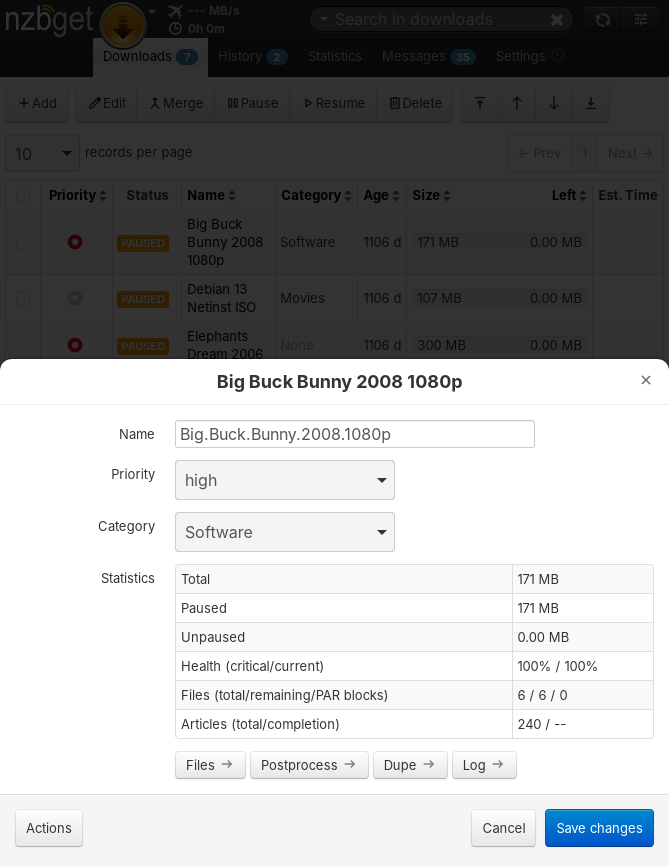 nzbget
--- MB/s
0h 0m
Search in downloads
Downloads 7 History 2 Statistics Messages 35 Settings
Add Edit Merge Pause Resume Delete
10 records per page ← Prev 1 Next →
Priority Status Name Category Age Size Left Est. Time
PAUSED Big Buck Bunny 2008 1080p Software 1106 d 171 MB 0.00 MB
PAUSED Debian 13 Netinst ISO Movies 1106 d 107 MB 0.00 MB
PAUSED Elephants Dream 2006 None 1106 d 300 MB 0.00 MB
Big Buck Bunny 2008 1080p ×
Name Big.Buck.Bunny.2008.1080p
Priority high
Category Software
Statistics Total 171 MB
Paused 171 MB
Unpaused 0.00 MB
Health (critical/current) 100% / 100%
Files (total/remaining/PAR blocks) 6 / 6 / 0
Articles (total/completion) 240 / --
Files → Postprocess → Dupe → Log →
Actions Cancel Save changes